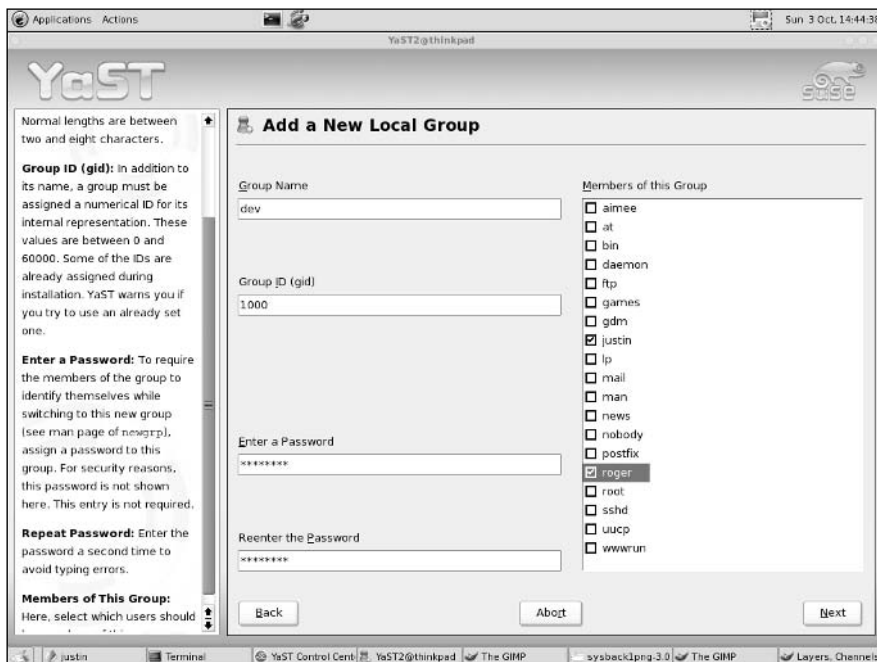 Applications Actions
Sun 3 Oct, 14:44:38
YaST2@thinkpad
YaST
SuSE
Normal lengths are between
two and eight characters.
Group ID (gid): In addition to
its name, a group must be
assigned a numerical ID for its
internal representation. These
values are between 0 and
60000. Some of the IDs are
already assigned during
installation. YaST warns you if
you try to use an already set
one.
Enter a Password: To require
the members of the group to
identify themselves while
switching to this new group
(see man page of newgrp),
assign a password to this
group. For security reasons,
this password is not shown
here. This entry is not required.
Repeat Password: Enter the
password a second time to
avoid typing errors.
Members of This Group:
Here, select which users should
Add a New Local Group
Group Name
dev
Group ID (gid)
1000
Enter a Password
********
Reenter the Password
********
Members of this Group
aimee
at
bin
daemon
ftp
games
gdm
justin
lp
mail
man
news
nobody
postfix
roger
root
sshd
uucp
wwwrun
Back
Abort
Next
justin
Terminal
YaST Control Cent
YaST2@thinkpad
The GIMP
sysback1png-3.0
The GIMP
Layers, Channels